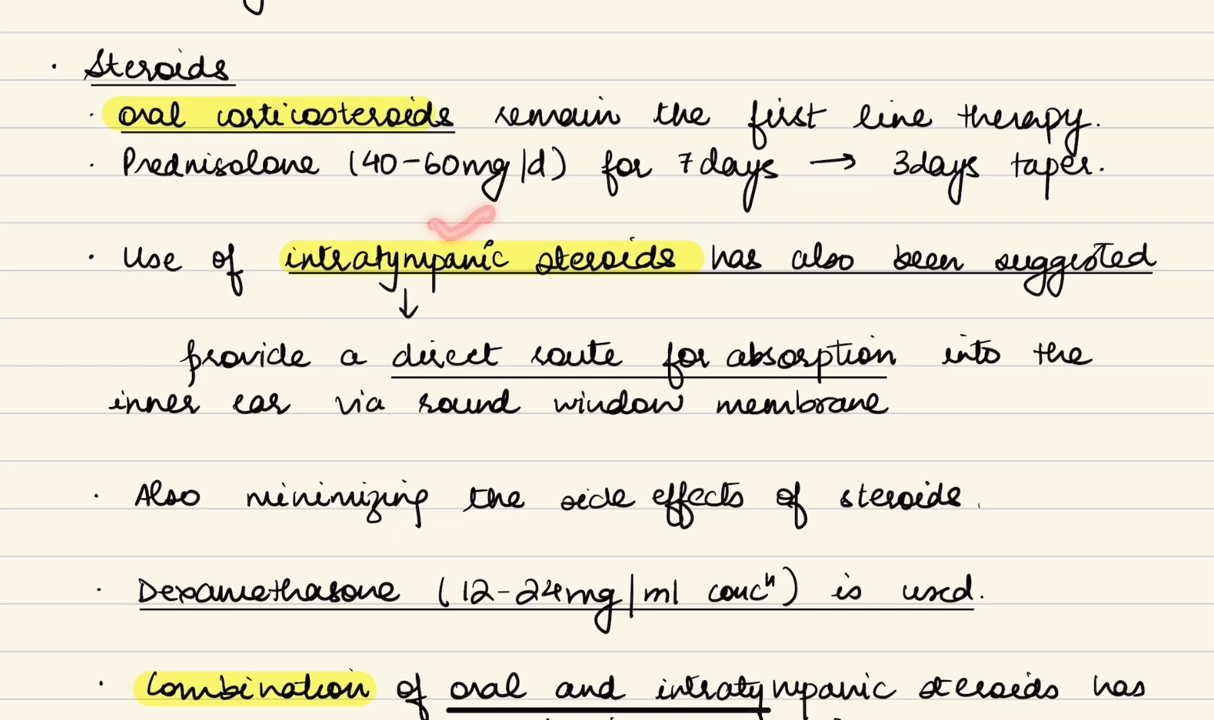 · Steroids
· oral corticosteroids remain the first line therapy.
· Prednisolone (40-60mg/d) for 7days → 3days taper.
· Use of intratympanic steroids has also been suggested
↓
provide a direct route for absorption into the
inner ear via round window membrane
· Also minimizing the side effects of steroids.
· Dexamethasone (12-24mg/ml concⁿ) is used.
· Combination of oral and intratympanic steroids has